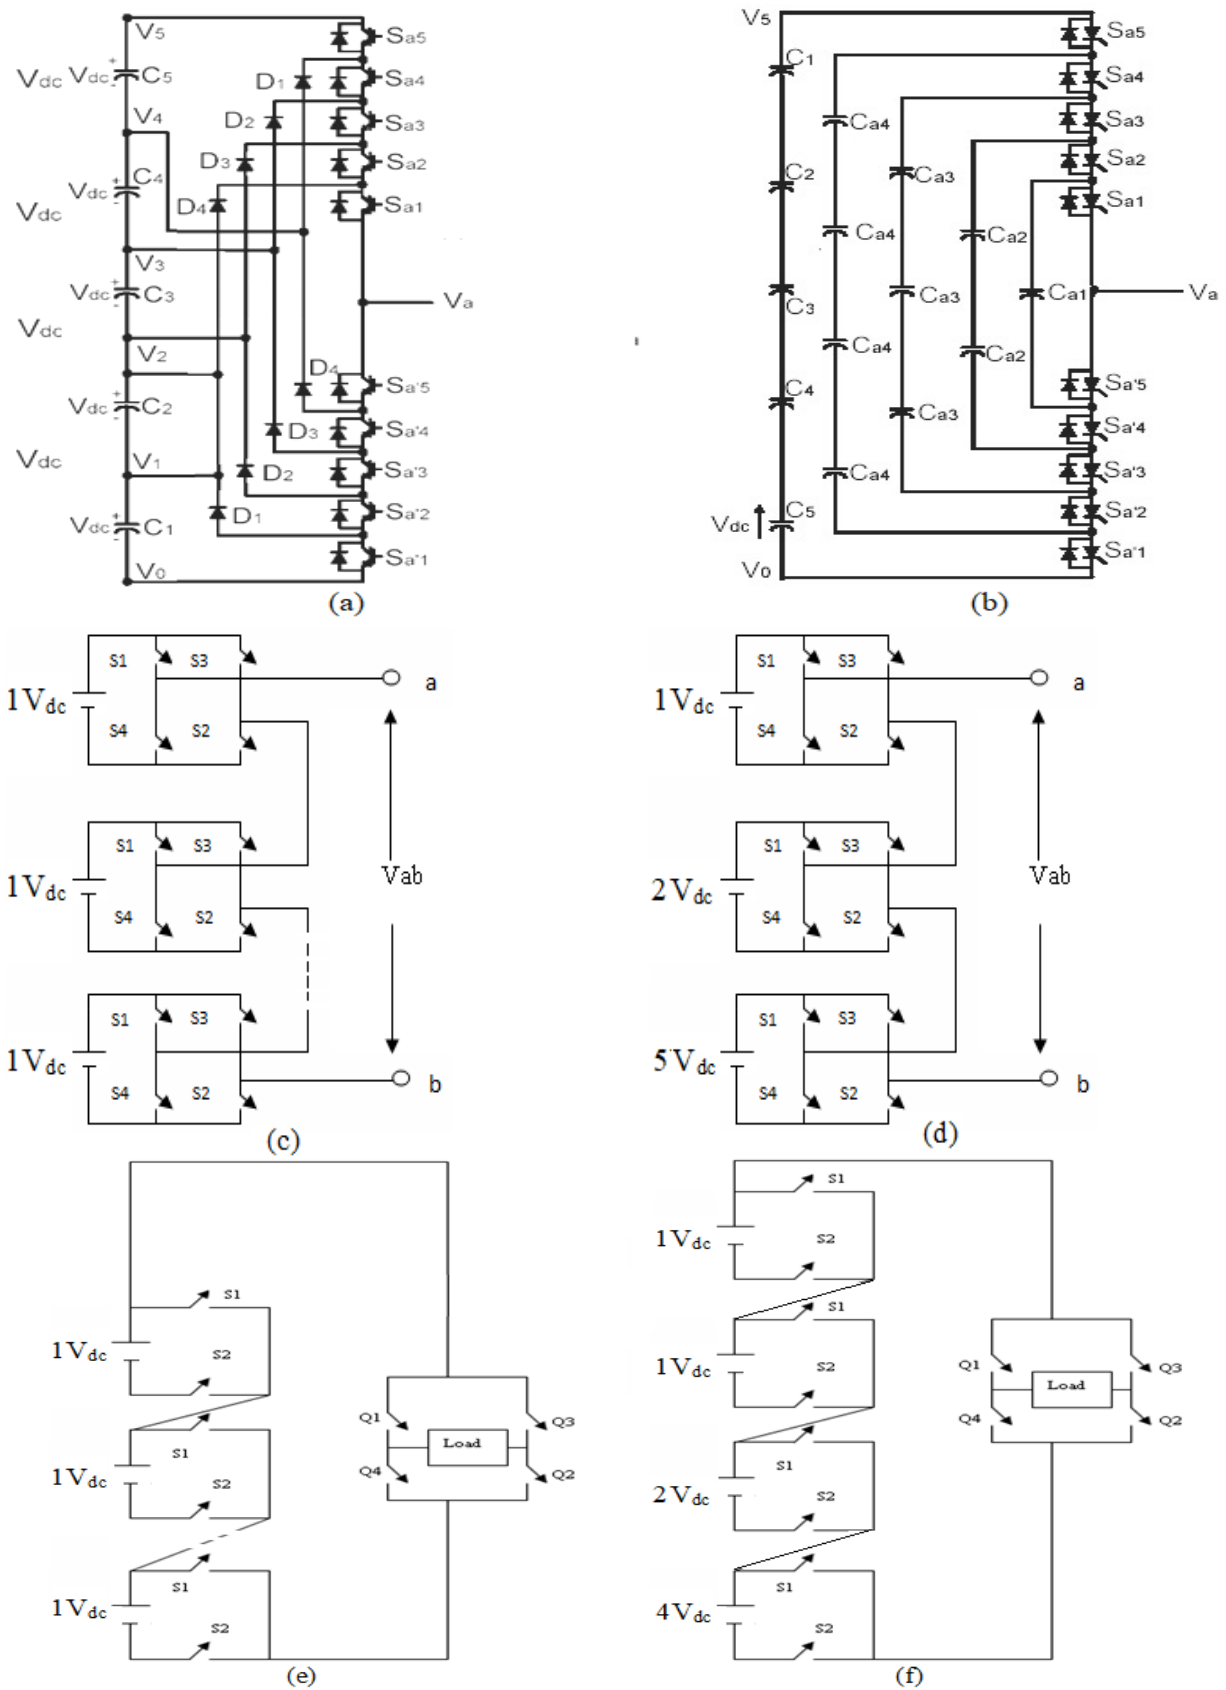 V5
Sa5
Vdc Vdc + - C5
D1
Sa4
V4
D2
Sa3
D3
Sa2
Vdc + - C4
D4
Sa1
Vdc
V3
Vdc + - C3
Va
Vdc
V2
D4
Sa'5
Vdc + - C2
D3
Sa'4
Vdc
V1
D2
Sa'3
Vdc + - C1
D1
Sa'2
Sa'1
V0
(a)
V5
Sa5
C1
Sa4
Ca4
Sa3
Sa2
C2
Ca3
Sa1
Ca4
Ca2
C3
Ca3
Ca1
Va
Ca4
Ca2
C4
Ca3
Sa'5
Sa'4
Ca4
Sa'3
Vdc
C5
Sa'2
Sa'1
V0
(b)
S1 S3
1Vdc
a
S4 S2
S1 S3
1Vdc
Vab
S4 S2
S1 S3
1Vdc
b
S4 S2
(c)
S1 S3
1Vdc
a
S4 S2
S1 S3
2Vdc
Vab
S4 S2
S1 S3
5Vdc
b
S4 S2
(d)
S1
1Vdc
S2
S1
1Vdc
S2
S1
1Vdc
S2
Q1
Q3
Load
Q4
Q2
(e)
S1
1Vdc
S2
S1
1Vdc
S2
S1
2Vdc
S2
S1
4Vdc
S2
Q1
Q3
Load
Q4
Q2
(f)